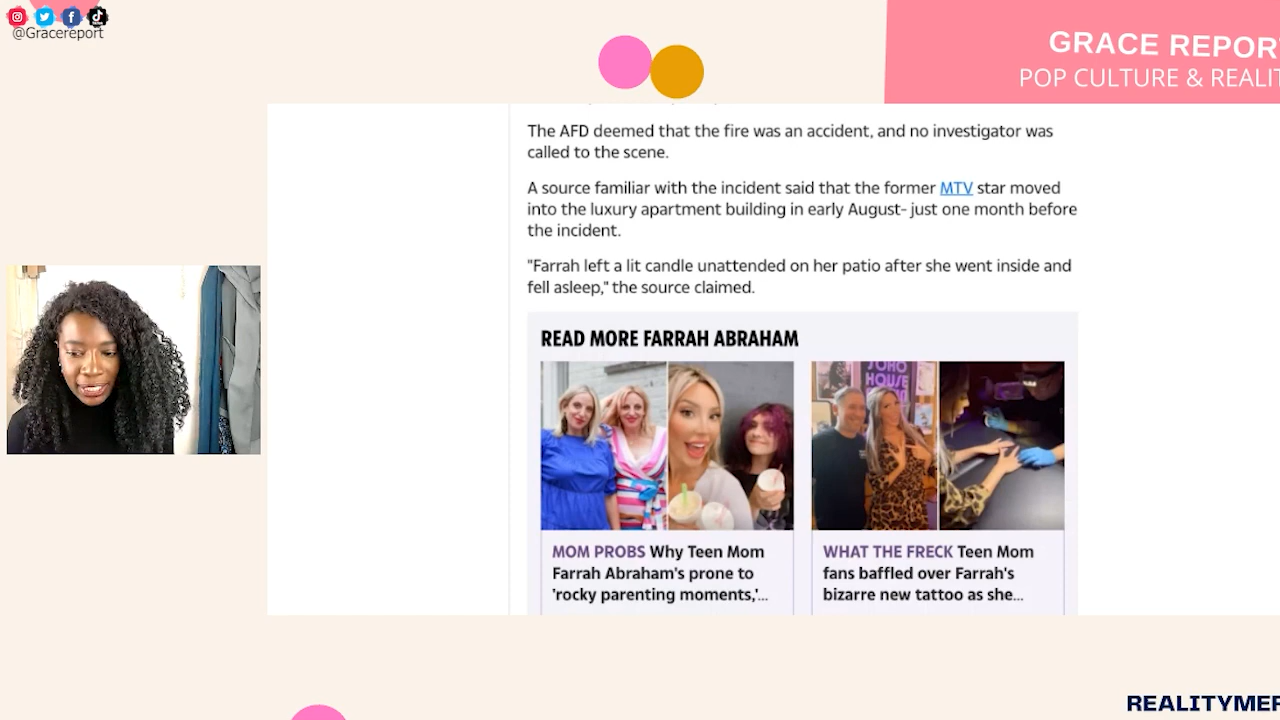 @Gracereport
GRACE REPOR
POP CULTURE & REALI
The AFD deemed that the fire was an accident, and no investigator was
called to the scene.
A source familiar with the incident said that the former MTV star moved
into the luxury apartment building in early August- just one month before
the incident.
"Farrah left a lit candle unattended on her patio after she went inside and
fell asleep," the source claimed.
READ MORE FARRAH ABRAHAM
SOHO
HOUSE
MOM PROBS Why Teen Mom
Farrah Abraham's prone to
'rocky parenting moments,'...
WHAT THE FRECK Teen Mom
fans baffled over Farrah's
bizarre new tattoo as she...
REALITYMER